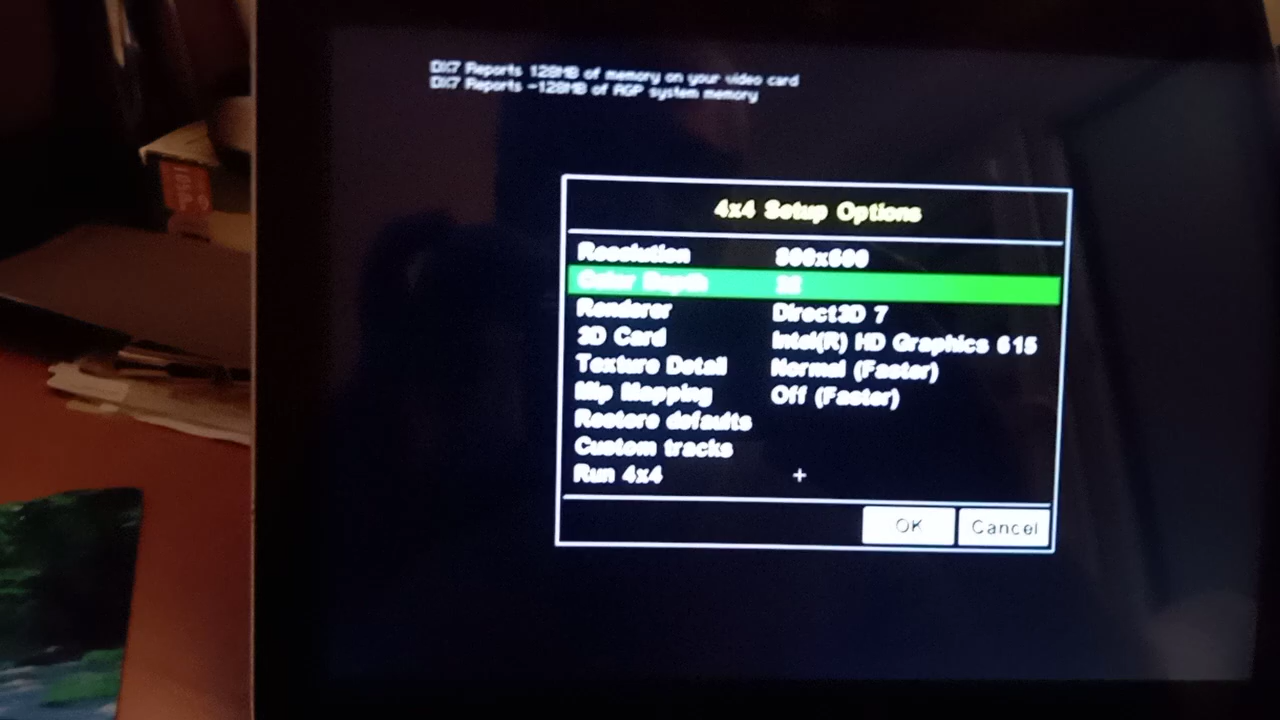 DX7 Reports 128MB of memory on your video card
DX7 Reports -128MB of AGP system memory
4x4 Setup Options
Resolution 800x600
Color Depth
Renderer Direct3D 7
3D Card Intel(R) HD Graphics 615
Texture Detail Normal (Faster)
Mip Mapping Off (Faster)
Restore defaults
Custom tracks
Run 4x4
OK Cancel